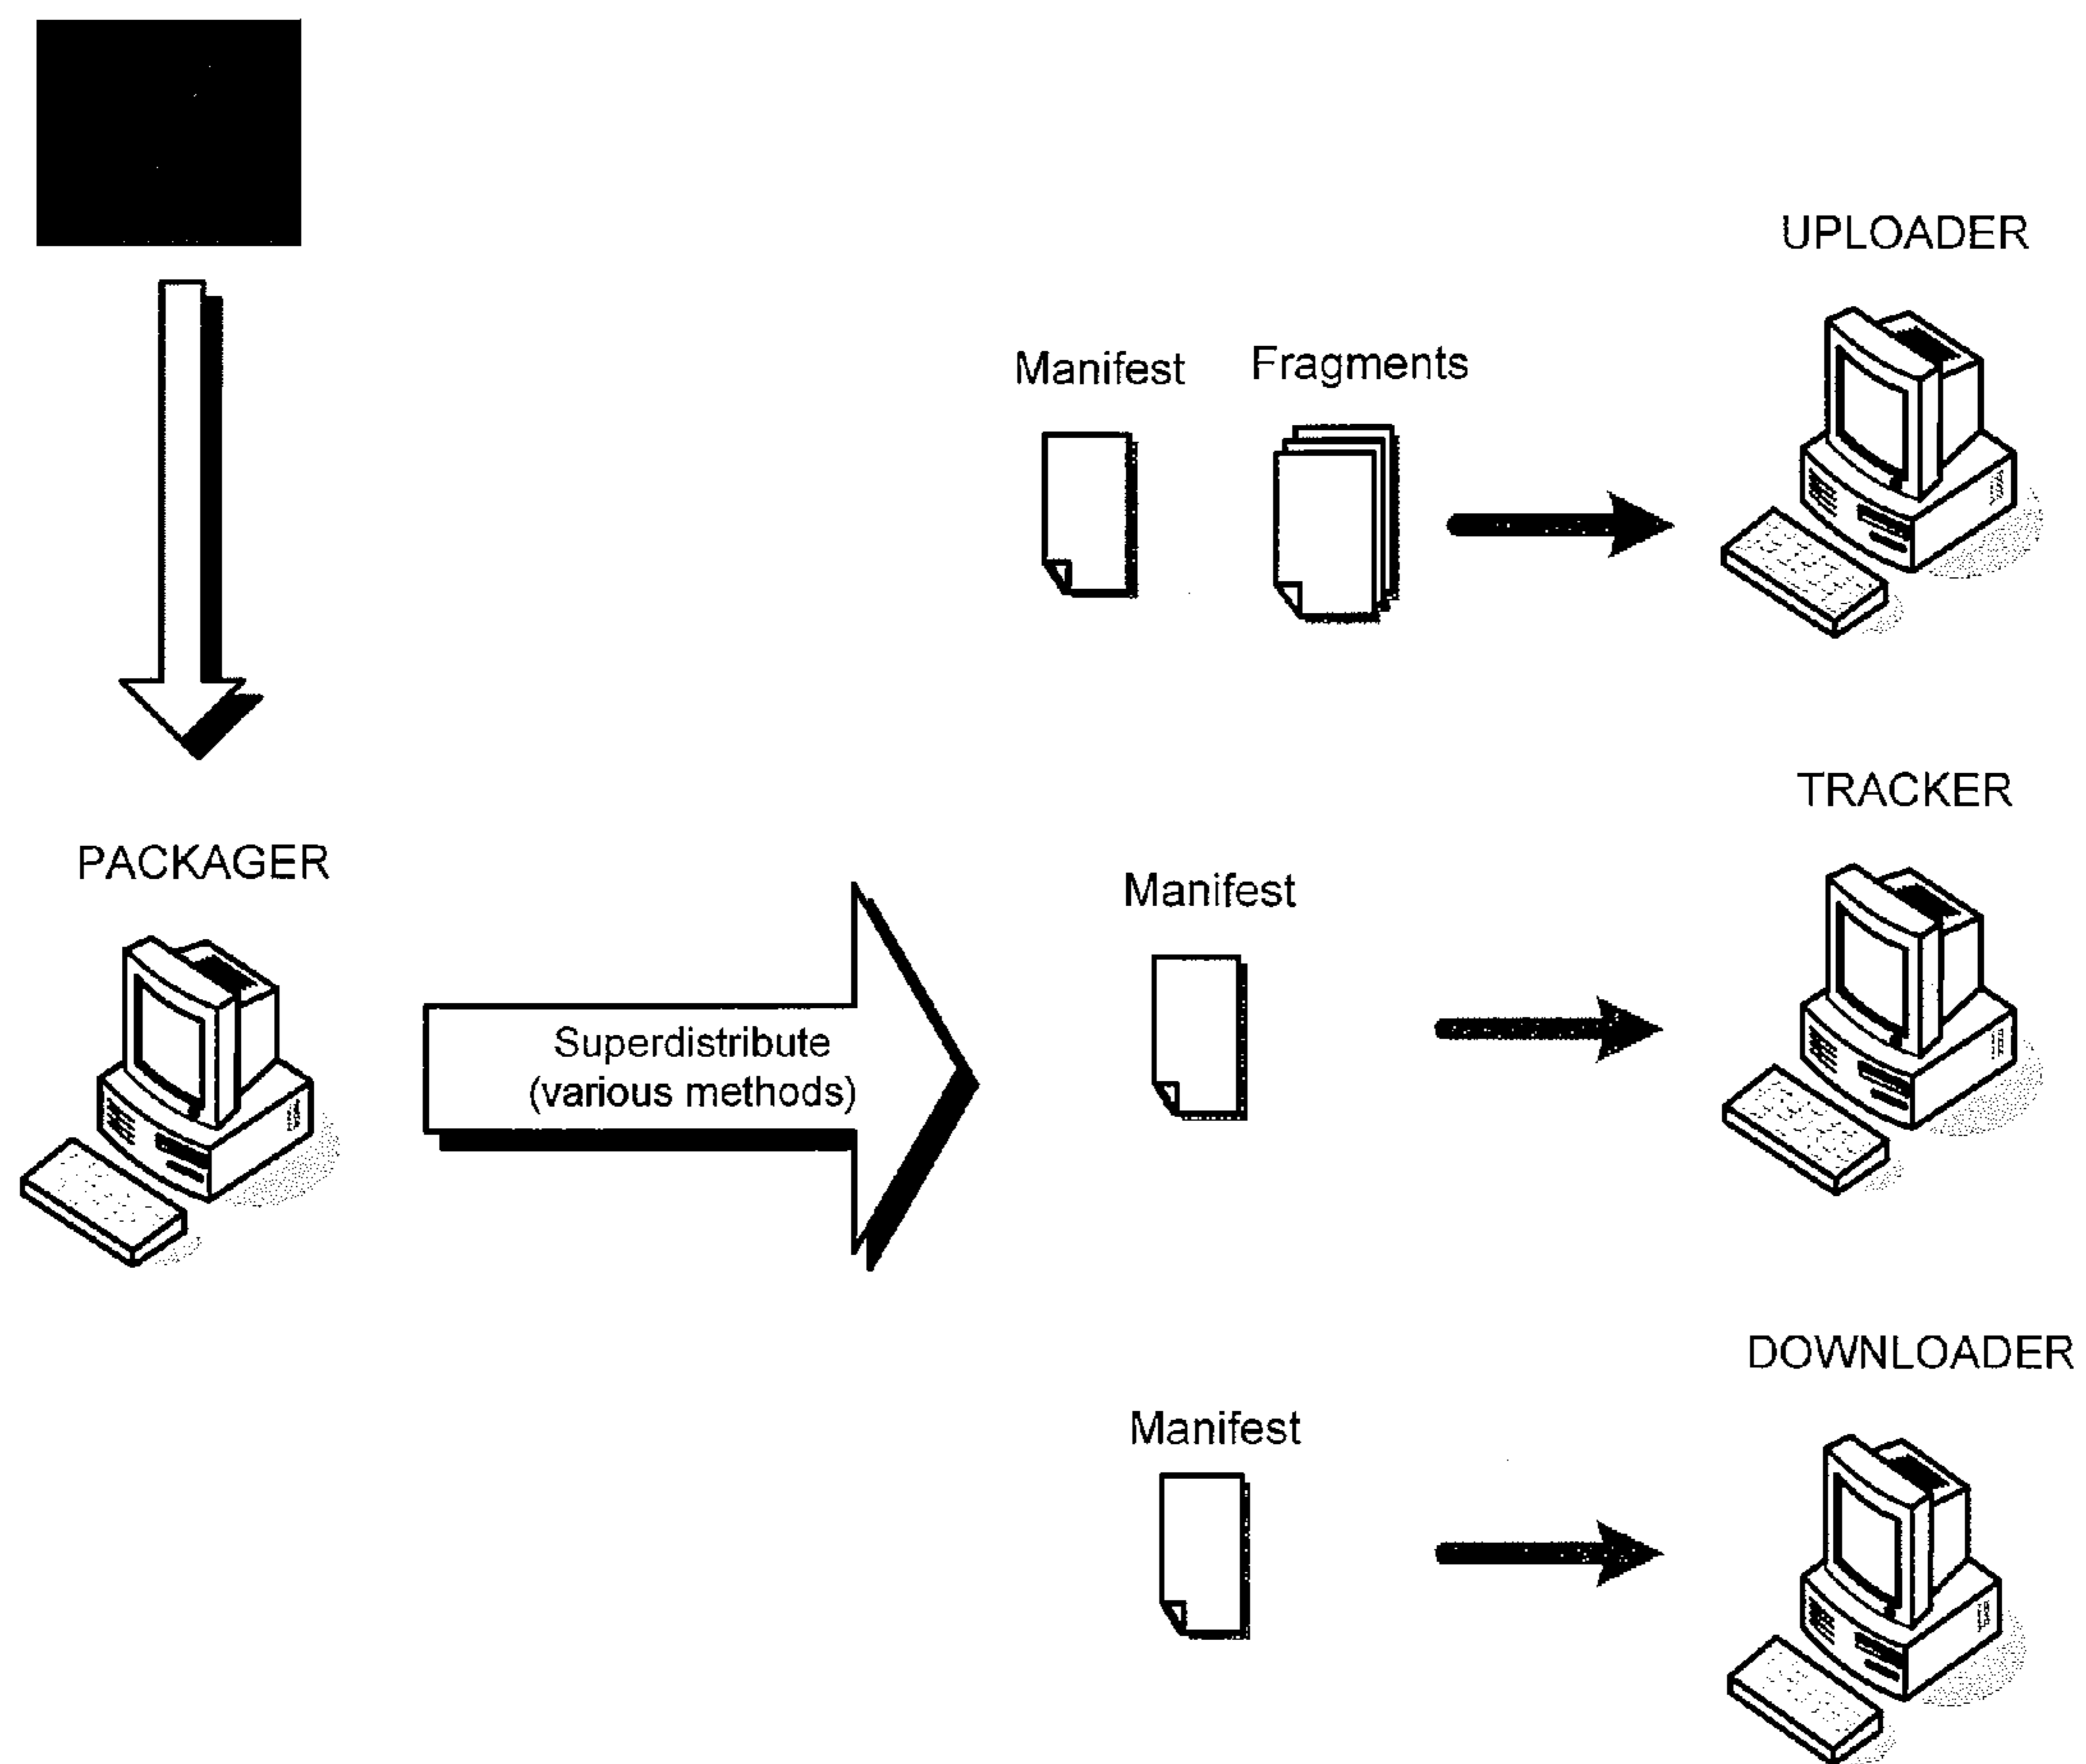 UPLOADER
Manifest
Fragments
TRACKER
PACKAGER
Manifest
Superdistribute
(various methods)
DOWNLOADER
Manifest